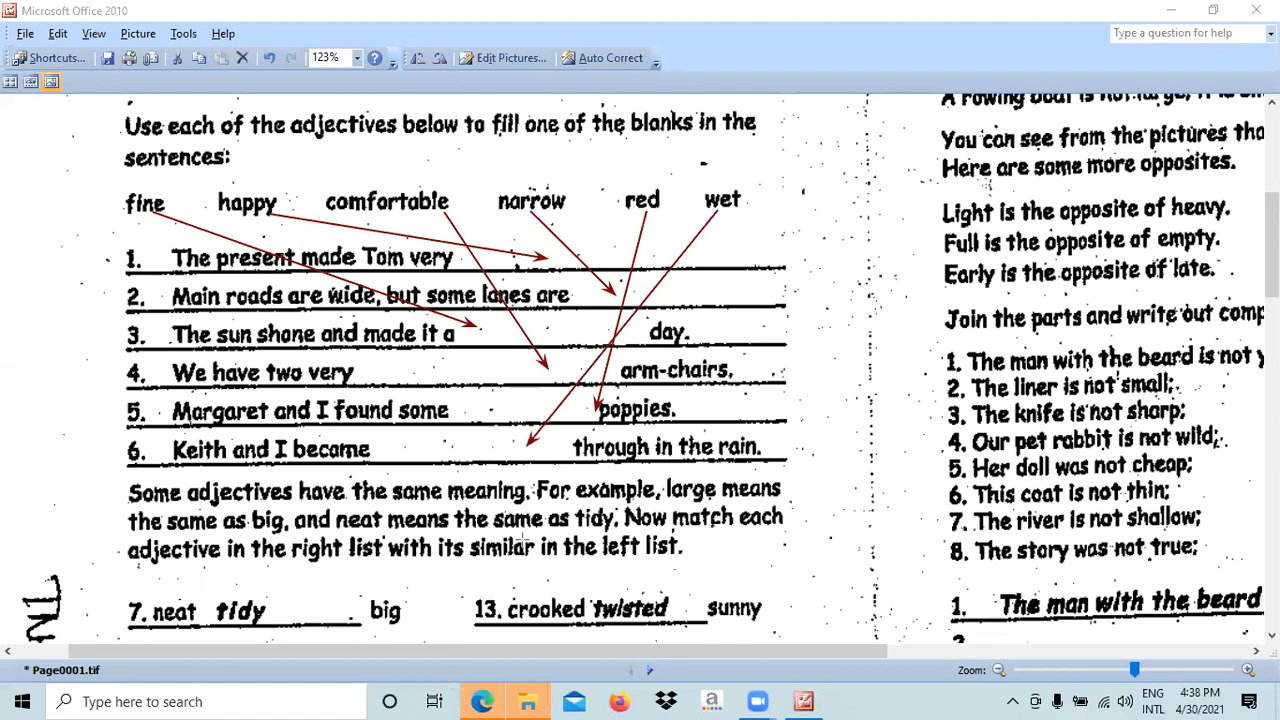 Microsoft Office 2010
File Edit View Picture Tools Help
Type a question for help
Shortcuts... 123% Edit Pictures... Auto Correct
Use each of the adjectives below to fill one of the blanks in the
sentences:
fine happy comfortable narrow red wet
1. The present made Tom very
2. Main roads are wide, but some lanes are
3. The sun shone and made it a day.
4. We have two very arm-chairs.
5. Margaret and I found some poppies.
6. Keith and I became through in the rain.
Some adjectives have the same meaning. For example, large means
the same as big, and neat means the same as tidy. Now match each
adjective in the right list with its similar in the left list.
7. neat tidy big 13. crooked twisted sunny
A rowing boat is not large, it is
You can see from the pictures tha
Here are some more opposites.
Light is the opposite of heavy.
Full is the opposite of empty.
Early is the opposite of late.
Join the parts and write out comp
1. The man with the beard is not y
2. The liner is not small;
3. The knife is not sharp;
4. Our pet rabbit is not wild;
5. Her doll was not cheap;
6. This coat is not thin;
7. The river is not shallow;
8. The story was not true;
1. The man with the beard
* Page0001.tif Zoom:
Type here to search
ENG
INTL
4:38 PM
4/30/2021